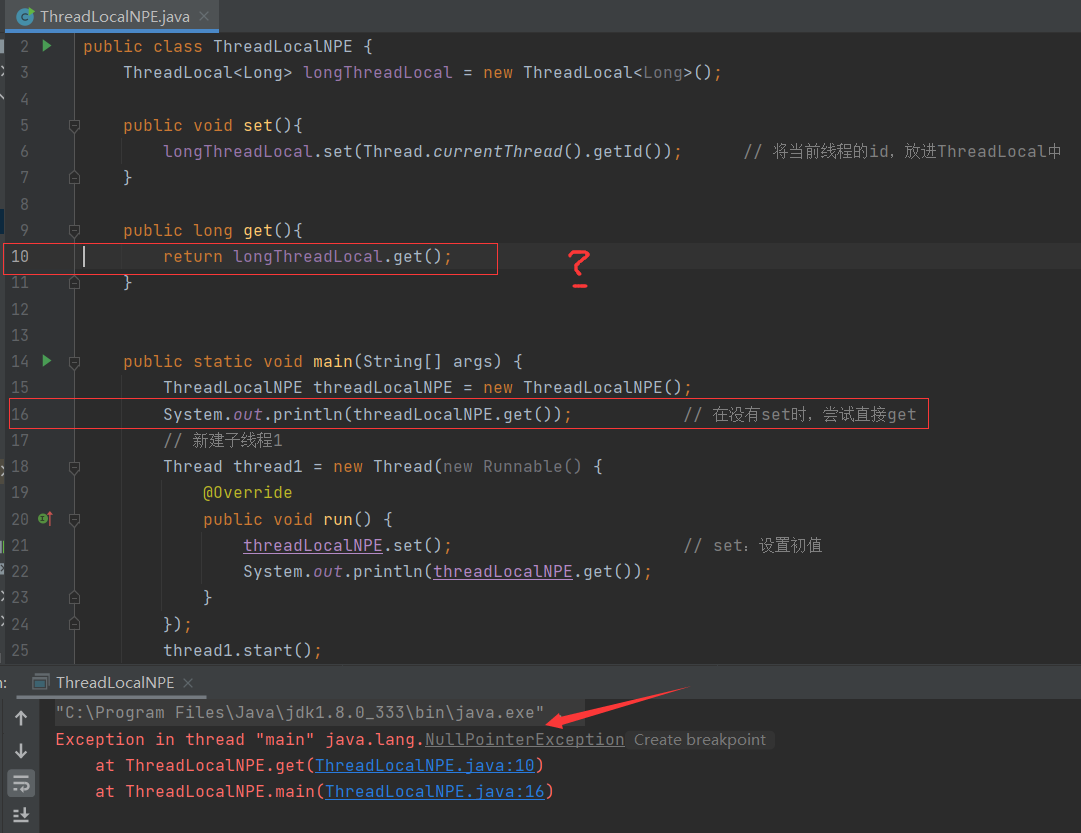 ThreadLocalNPE.java
2 public class ThreadLocalNPE {
3 ThreadLocal<Long> longThreadLocal = new ThreadLocal<Long>();
4
5 public void set(){
6 longThreadLocal.set(Thread.currentThread().getId()); // 将当前线程的id，放进ThreadLocal中
7 }
8
9 public long get(){
10 return longThreadLocal.get(); ?
11 }
12
13
14 public static void main(String[] args) {
15 ThreadLocalNPE threadLocalNPE = new ThreadLocalNPE();
16 System.out.println(threadLocalNPE.get()); // 在没有set时，尝试直接get
17 // 新建子线程1
18 Thread thread1 = new Thread(new Runnable() {
19 @Override
20 public void run() {
21 threadLocalNPE.set(); // set：设置初值
22 System.out.println(threadLocalNPE.get());
23 }
24 });
25 thread1.start();
ThreadLocalNPE
"C:\Program Files\Java\jdk1.8.0_333\bin\java.exe"
Exception in thread "main" java.lang.NullPointerException Create breakpoint
at ThreadLocalNPE.get(ThreadLocalNPE.java:10)
at ThreadLocalNPE.main(ThreadLocalNPE.java:16)